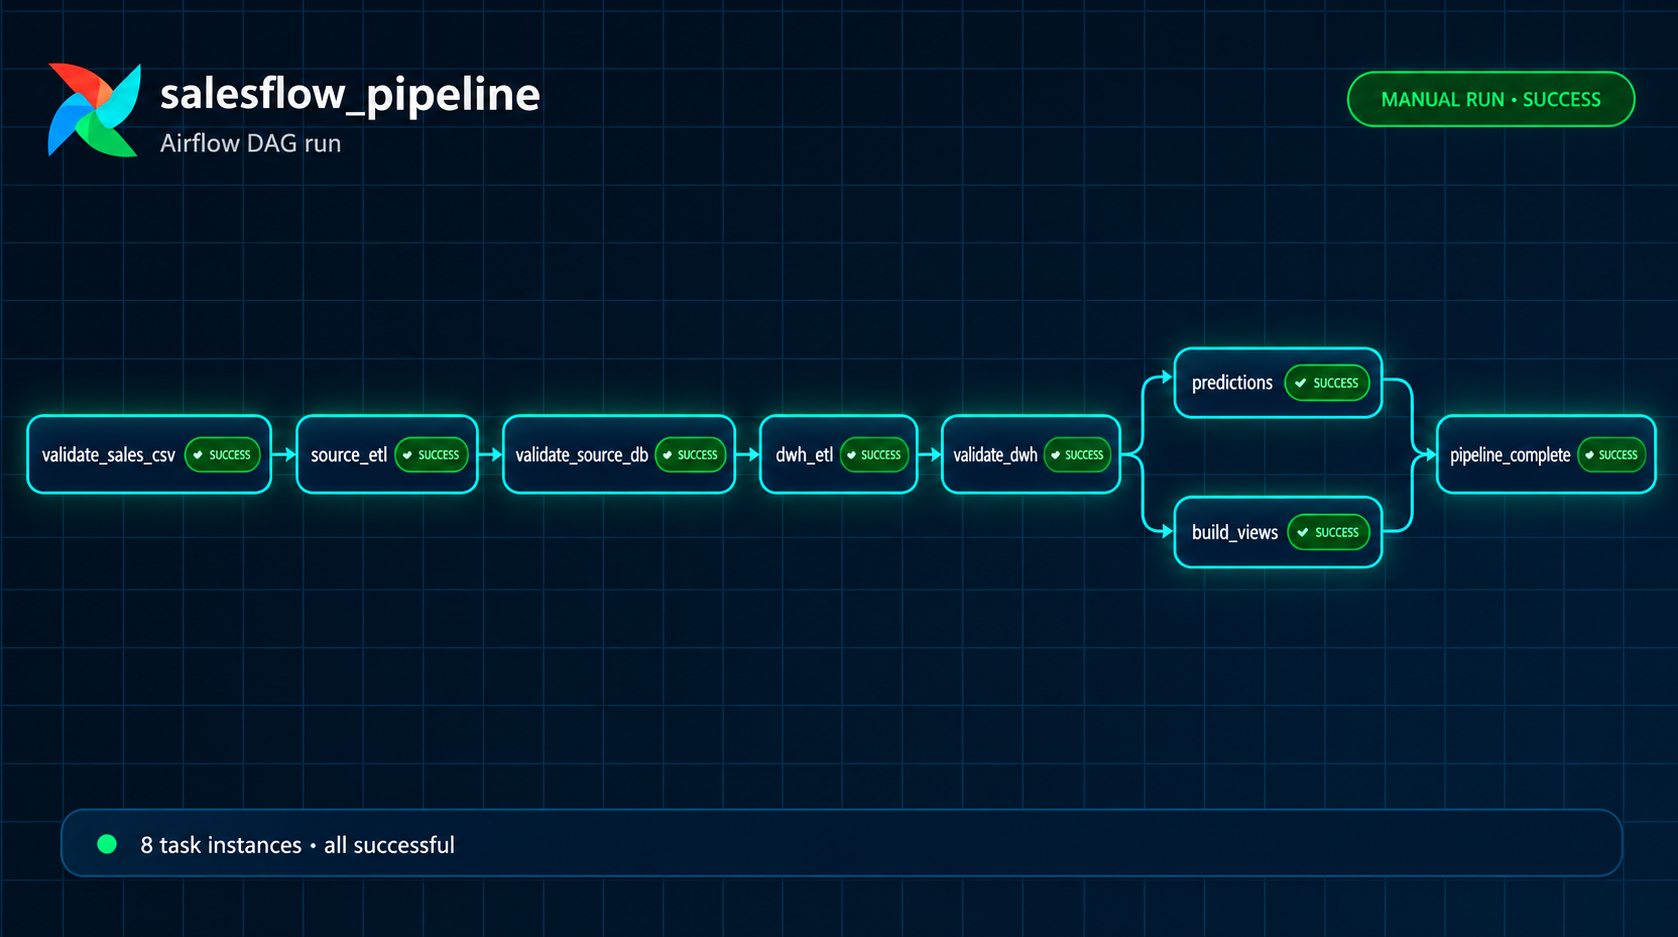 salesflow_pipeline
Airflow DAG run
MANUAL RUN • SUCCESS
validate_sales_csv SUCCESS
source_etl SUCCESS
validate_source_db SUCCESS
dwh_etl SUCCESS
validate_dwh SUCCESS
predictions SUCCESS
build_views SUCCESS
pipeline_complete SUCCESS
8 task instances • all successful